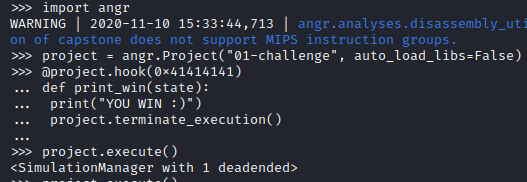 >>> import angr
WARNING | 2020-11-10 15:33:44,713 | angr.analyses.disassembly_uti
on of capstone does not support MIPS instruction groups.
>>> project = angr.Project("01-challenge", auto_load_libs=False)
>>> @project.hook(0×41414141)
... def print_win(state):
...  print("YOU WIN :)")
...  project.terminate_execution()
...
>>> project.execute()
<SimulationManager with 1 deadended>
>>> project.execute()